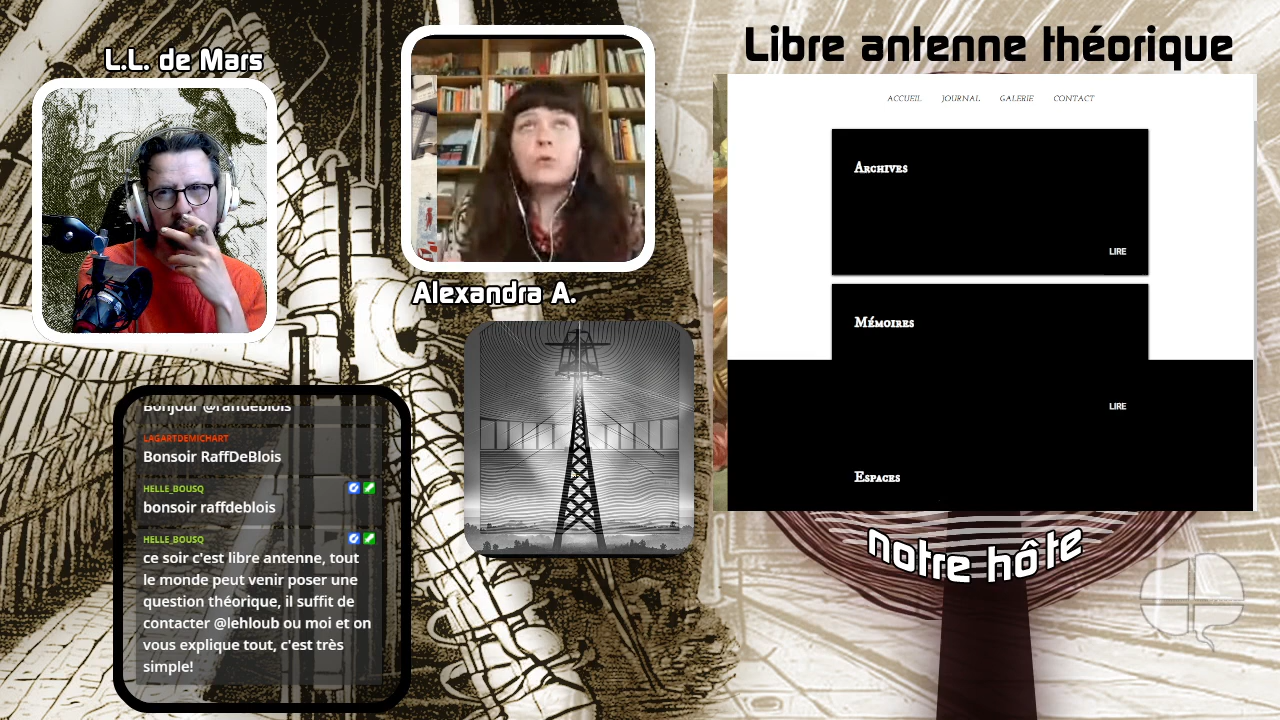 L.L. de Mars
Alexandra A.
Libre antenne théorique
ACCUEIL JOURNAL GALERIE CONTACT
Archives
LIRE
Mémoires
LIRE
Espaces
notre hôte
Bonjour @raffdeblois
LAGARTDEMICHART
Bonsoir RaffDeBlois
HELLE_BOUSQ
bonsoir raffdeblois
HELLE_BOUSQ
ce soir c'est libre antenne, tout
le monde peut venir poser une
question théorique, il suffit de
contacter @lehloub ou moi et on
vous explique tout, c'est très
simple!